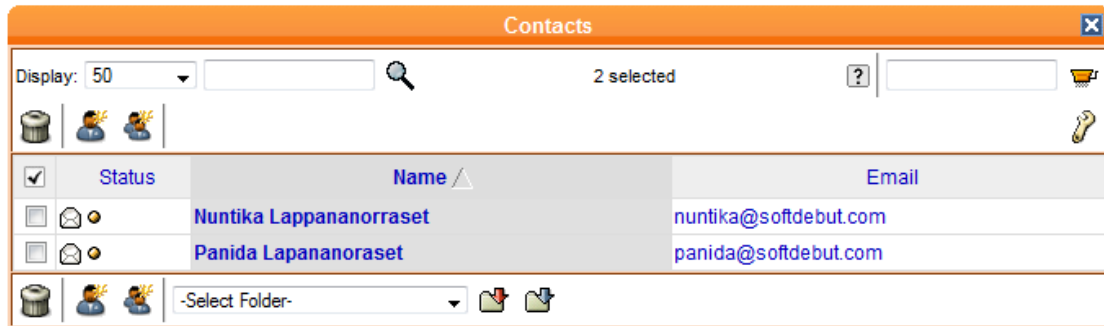 Contacts
Display: 50 2 selected ?
Status Name Email
Nuntika Lappananorraset nuntika@softdebut.com
Panida Lapananoraset panida@softdebut.com
-Select Folder-